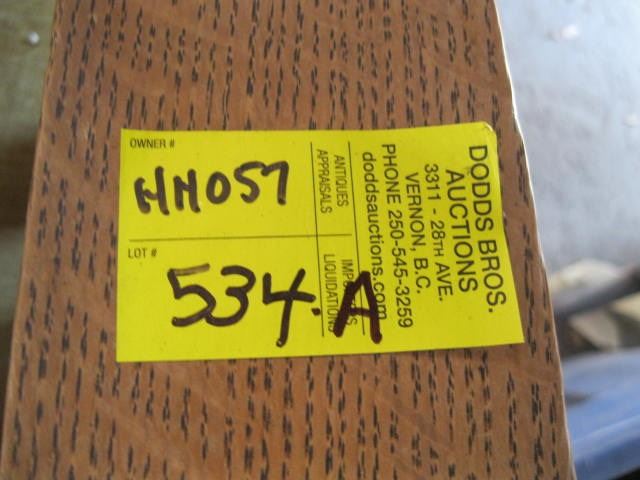 OWNER #
HM057
LOT #
534.A
ANTIQUES
APPRAISALS
LIQUIDATIONS
DODDS BROS.
AUCTIONS
3311 - 28TH AVE.
VERNON, B.C.
PHONE 250-545-3259
doddsauctions.com